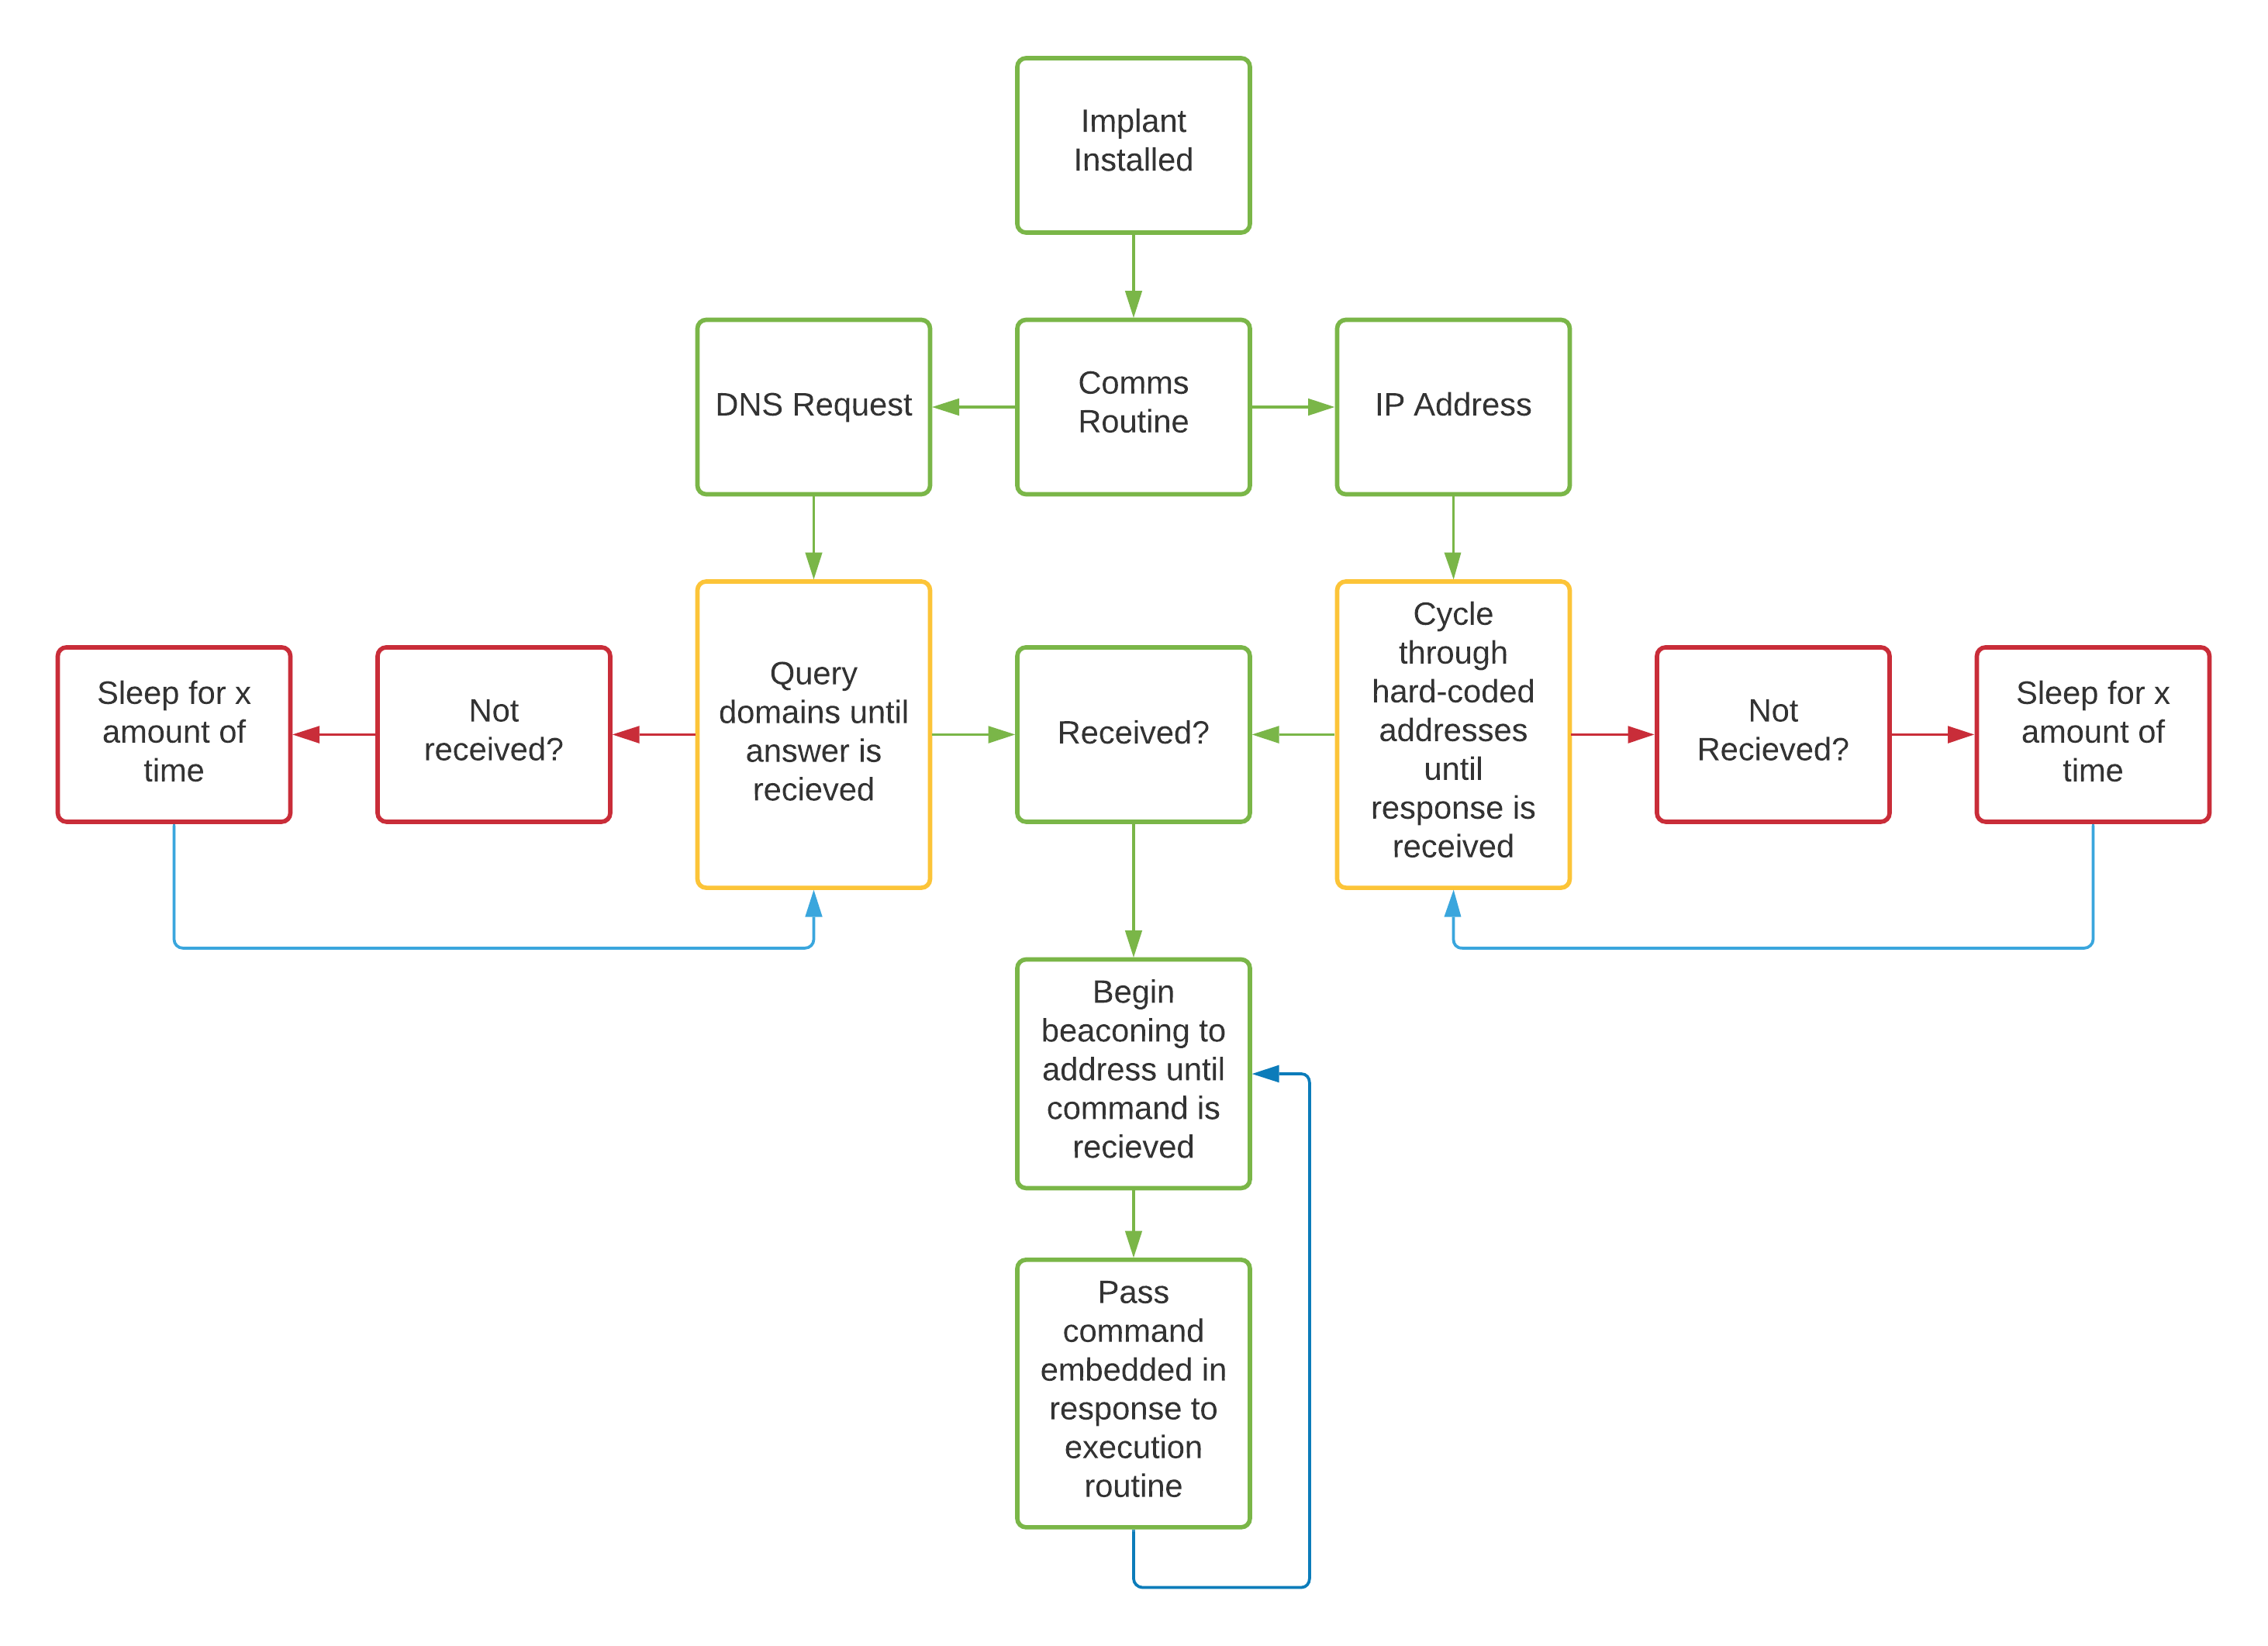 Implant
Installed
DNS Request
Comms
Routine
IP Address
Sleep for x
amount of
time
Not
received?
Query
domains until
answer is
recieved
Received?
Cycle
through
hard-coded
addresses
until
response is
received
Not
Recieved?
Sleep for x
amount of
time
Begin
beaconing to
address until
command is
recieved
Pass
command
embedded in
response to
execution
routine